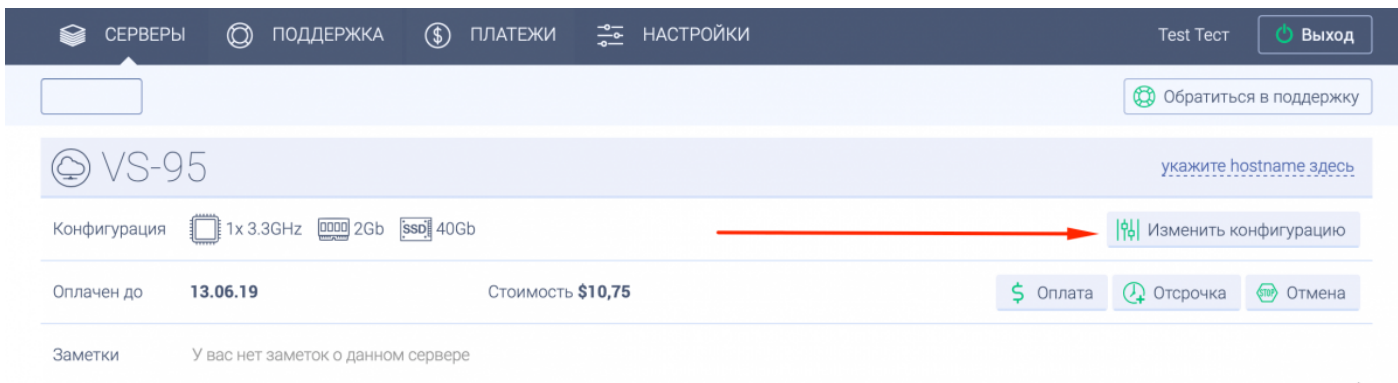 СЕРВЕРЫ ПОДДЕРЖКА ПЛАТЕЖИ НАСТРОЙКИ Test Тест Выход
Обратиться в поддержку
VS-95 укажите hostname здесь
Конфигурация 1x 3.3GHz 2Gb SSD 40Gb Изменить конфигурацию
Оплачен до 13.06.19 Стоимость $10,75 $ Оплата Отсрочка STOP Отмена
Заметки У вас нет заметок о данном сервере